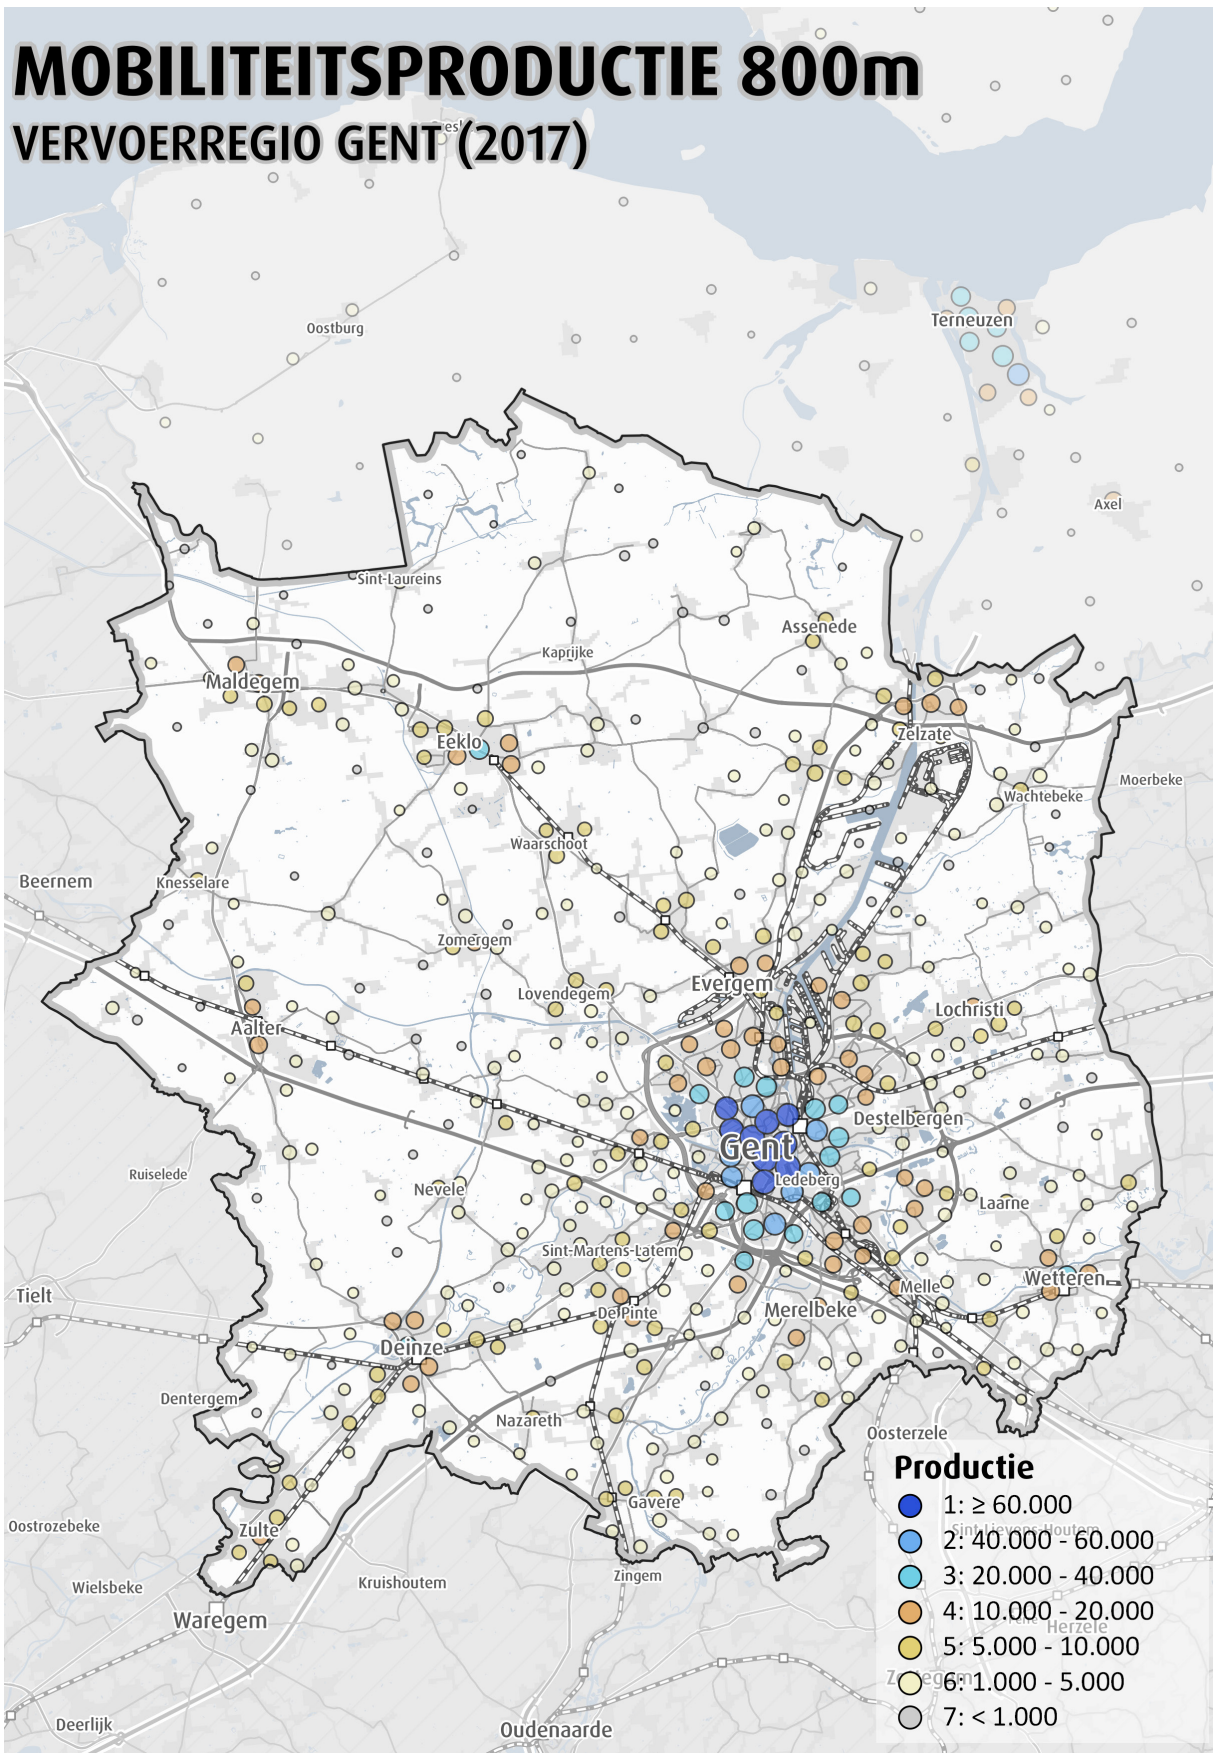 MOBILITEITSPRODUCTIE 800m
VERVOERREGIO GENT (2017)
Oostburg
Terneuzen
Axel
Sint-Laureins
Assenede
Kaprijke
Maldegem
Eeklo
Zelzate
Moerbeke
Wachtebeke
Waarschoot
Beernem
Knesselare
Zomergem
Evergem
Lovendegem
Lochristi
Aalter
Destelbergen
Gent
Ruiselede
Ledeberg
Nevele
Laarne
Sint-Martens-Latem
Wetteren
Tielt
Melle
De Pinte
Merelbeke
Deinze
Dentergem
Nazareth
Oosterzele
Productie
Gavere
1: ≥ 60.000
Oostrozebeke
Zulte
Sint-Lievens-Houtem
2: 40.000 - 60.000
Zingem
Kruishoutem
3: 20.000 - 40.000
Wielsbeke
Waregem
4: 10.000 - 20.000
Herzele
5: 5.000 - 10.000
6: 1.000 - 5.000
7: < 1.000
Deerlijk
Oudenaarde